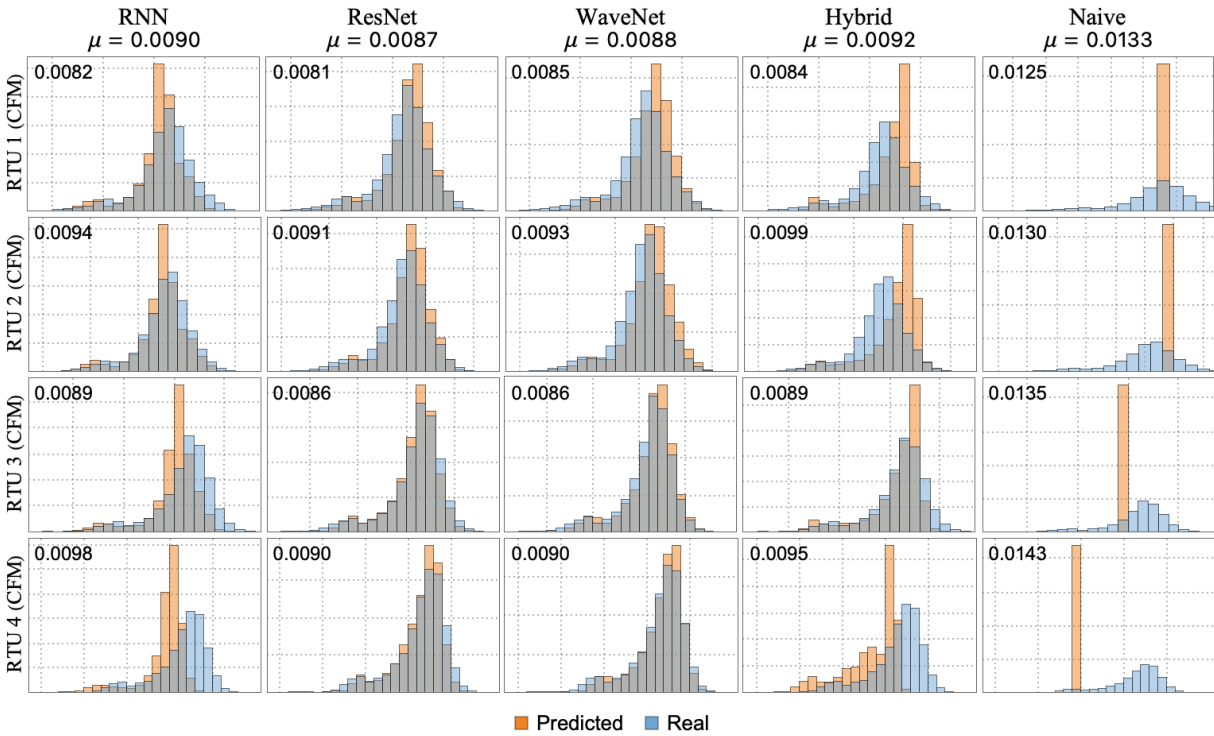 RNN ResNet WaveNet Hybrid Naive
μ = 0.0090 μ = 0.0087 μ = 0.0088 μ = 0.0092 μ = 0.0133
RTU 1 (CFM) 0.0082 0.0081 0.0085 0.0084 0.0125
RTU 2 (CFM) 0.0094 0.0091 0.0093 0.0099 0.0130
RTU 3 (CFM) 0.0089 0.0086 0.0086 0.0089 0.0135
RTU 4 (CFM) 0.0098 0.0090 0.0090 0.0095 0.0143
Predicted Real